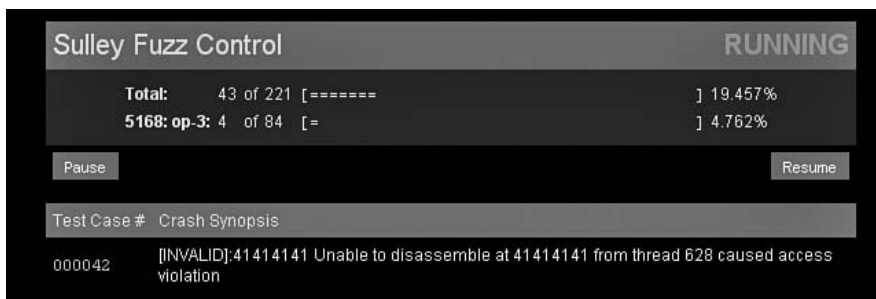 Sulley Fuzz Control RUNNING
Total: 43 of 221 [======= ] 19.457%
5168: op-3: 4 of 84 [= ] 4.762%
Pause Resume
Test Case # Crash Synopsis
000042 [INVALID]:41414141 Unable to disassemble at 41414141 from thread 628 caused access
violation